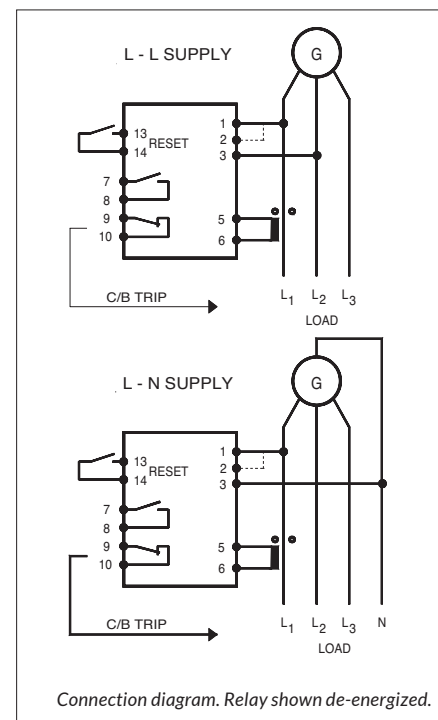 L - L SUPPLY
G
1
13
RESET
2
14
3
7
8
9
5
10
6
C/B TRIP
L1 L2 L3
LOAD
L - N SUPPLY
G
1
13
RESET
2
14
3
7
8
9
5
10
6
C/B TRIP
L1 L2 L3 N
LOAD
Connection diagram. Relay shown de-energized.